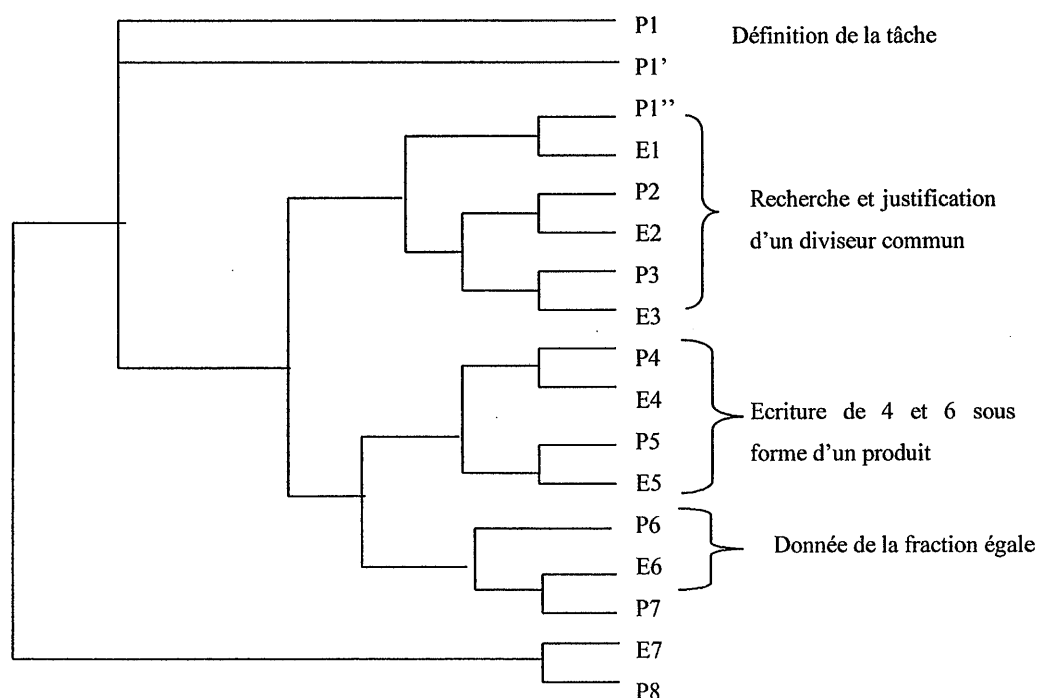 P1
Définition de la tâche
P1’
P1’’
E1
P2
Recherche et justification
E2
d’un diviseur commun
P3
E3
P4
E4
Ecriture de 4 et 6 sous
P5
forme d’un produit
E5
P6
Donnée de la fraction égale
E6
P7
E7
P8